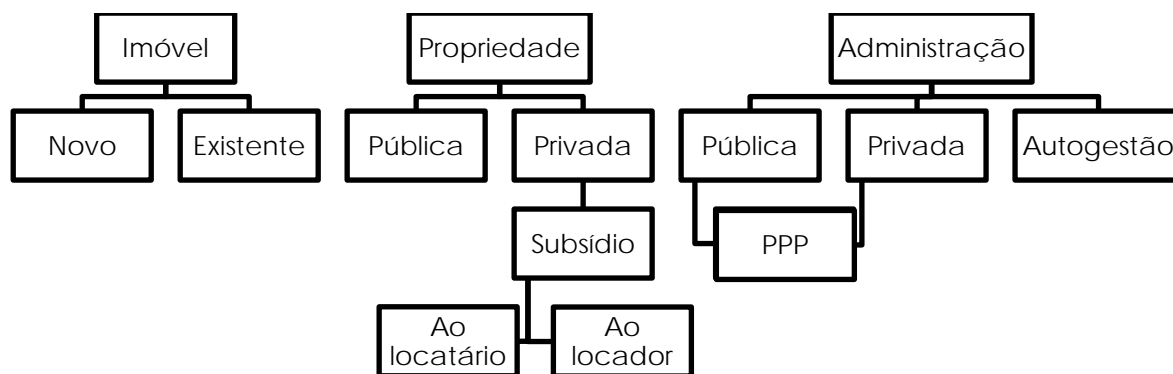 Imóvel
Propriedade
Administração
Novo
Existente
Pública
Privada
Pública
Privada
Autogestão
Subsídio
PPP
Ao
locatário
Ao
locador